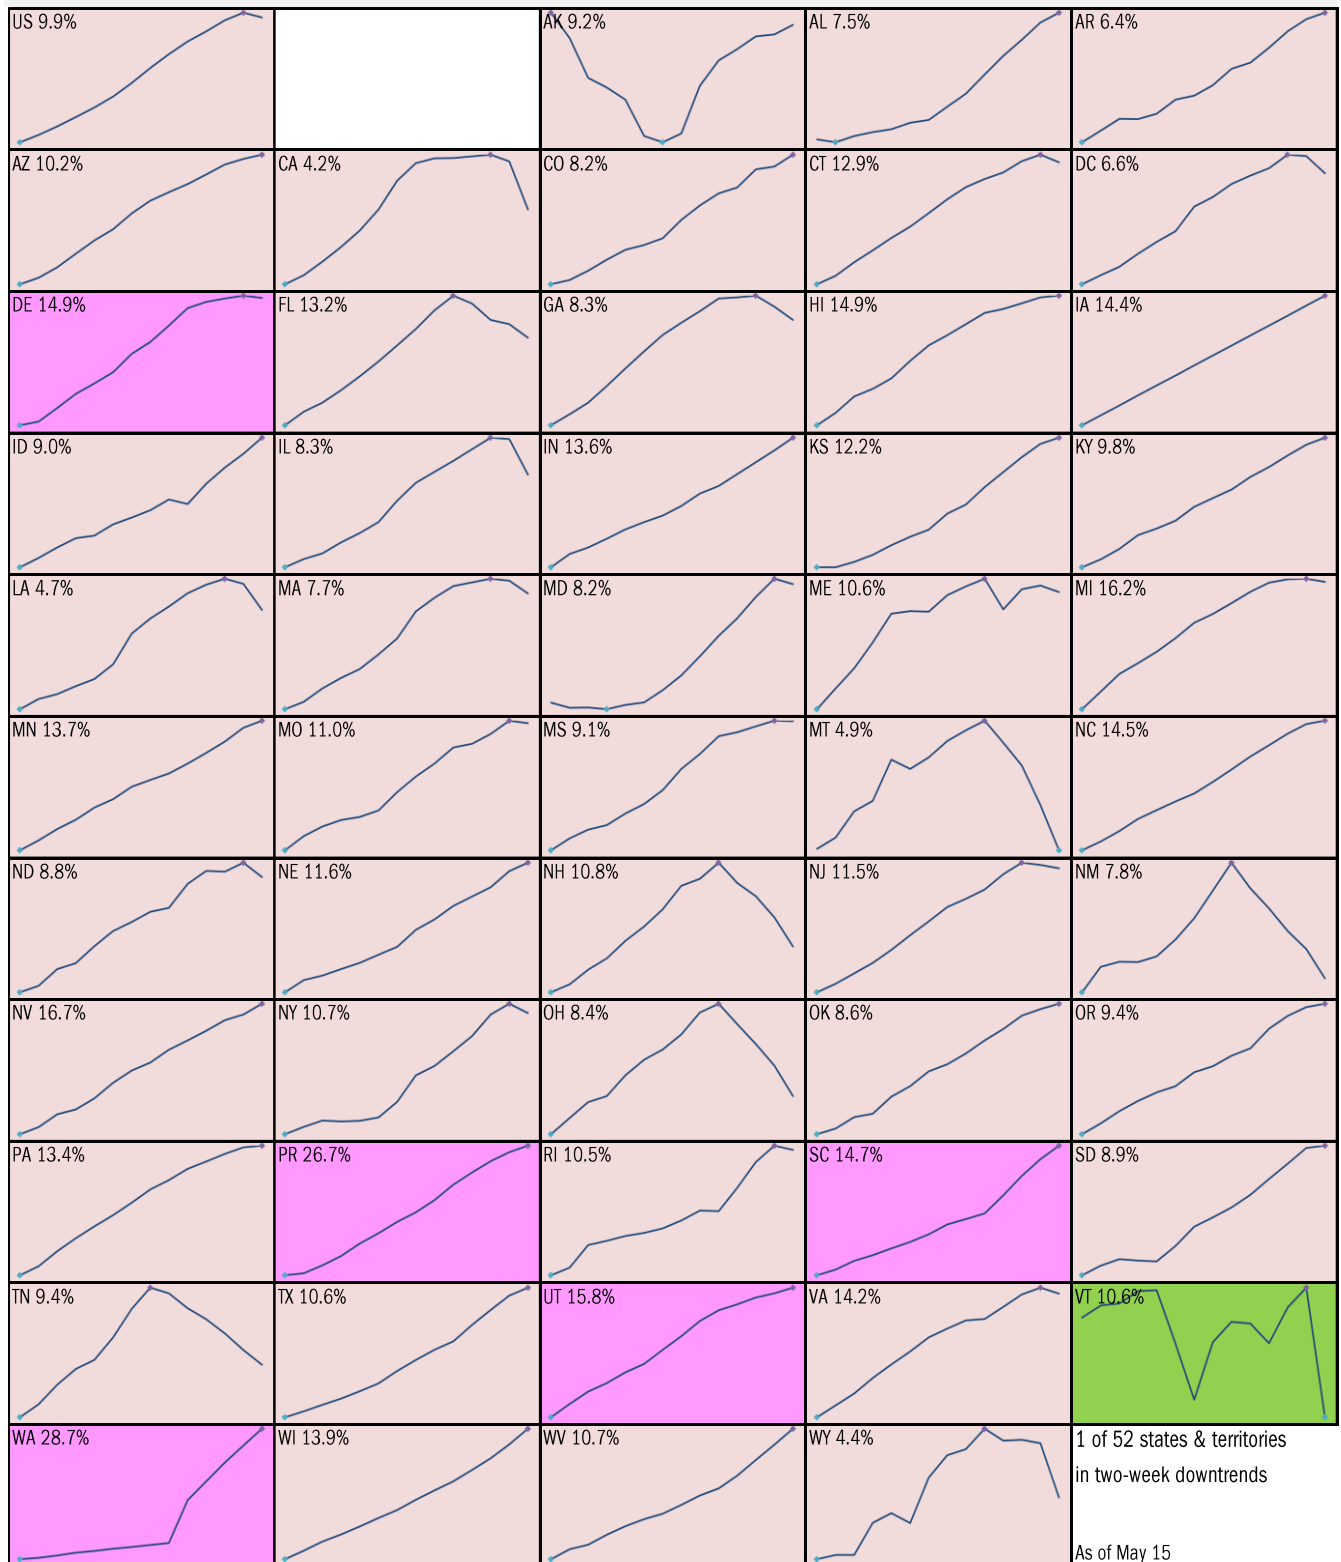 US 9.9%
AK 9.2%
AL 7.5%
AR 6.4%
AZ 10.2%
CA 4.2%
CO 8.2%
CT 12.9%
DC 6.6%
DE 14.9%
FL 13.2%
GA 8.3%
HI 14.9%
IA 14.4%
ID 9.0%
IL 8.3%
IN 13.6%
KS 12.2%
KY 9.8%
LA 4.7%
MA 7.7%
MD 8.2%
ME 10.6%
MI 16.2%
MN 13.7%
MO 11.0%
MS 9.1%
MT 4.9%
NC 14.5%
ND 8.8%
NE 11.6%
NH 10.8%
NJ 11.5%
NM 7.8%
NV 16.7%
NY 10.7%
OH 8.4%
OK 8.6%
OR 9.4%
PA 13.4%
PR 26.7%
RI 10.5%
SC 14.7%
SD 8.9%
TN 9.4%
TX 10.6%
UT 15.8%
VA 14.2%
VT 10.6%
WA 28.7%
WI 13.9%
WV 10.7%
WY 4.4%
1 of 52 states & territories
in two-week downtrends
As of May 15